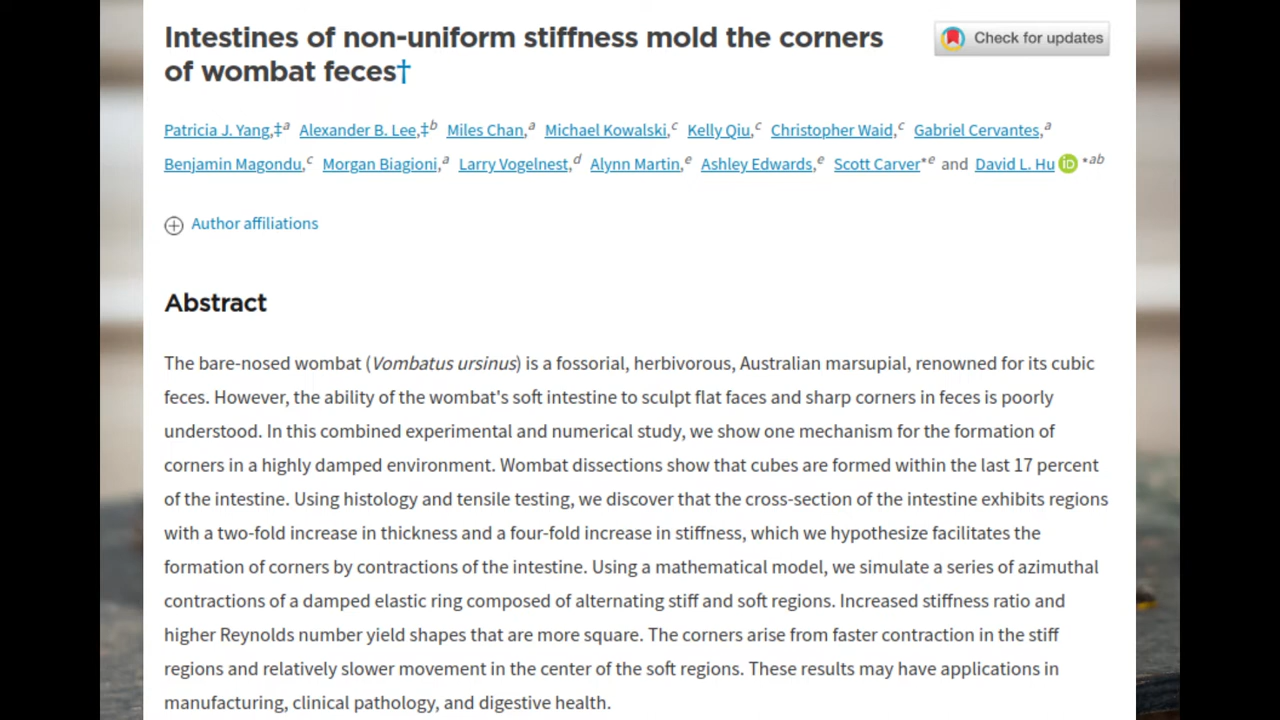 Intestines of non-uniform stiffness mold the corners
of wombat feces†
Check for updates
Patricia J. Yang,‡a Alexander B. Lee,‡b Miles Chan,a Michael Kowalski,c Kelly Qiu,c Christopher Waid,c Gabriel Cervantes,a
Benjamin Magondu,c Morgan Biagioni,a Larry Vogelnest,d Alynn Martin,e Ashley Edwards,e Scott Carver*e and David L. Hu iD *ab
Author affiliations
Abstract
The bare-nosed wombat (Vombatus ursinus) is a fossorial, herbivorous, Australian marsupial, renowned for its cubic
feces. However, the ability of the wombat's soft intestine to sculpt flat faces and sharp corners in feces is poorly
understood. In this combined experimental and numerical study, we show one mechanism for the formation of
corners in a highly damped environment. Wombat dissections show that cubes are formed within the last 17 percent
of the intestine. Using histology and tensile testing, we discover that the cross-section of the intestine exhibits regions
with a two-fold increase in thickness and a four-fold increase in stiffness, which we hypothesize facilitates the
formation of corners by contractions of the intestine. Using a mathematical model, we simulate a series of azimuthal
contractions of a damped elastic ring composed of alternating stiff and soft regions. Increased stiffness ratio and
higher Reynolds number yield shapes that are more square. The corners arise from faster contraction in the stiff
regions and relatively slower movement in the center of the soft regions. These results may have applications in
manufacturing, clinical pathology, and digestive health.